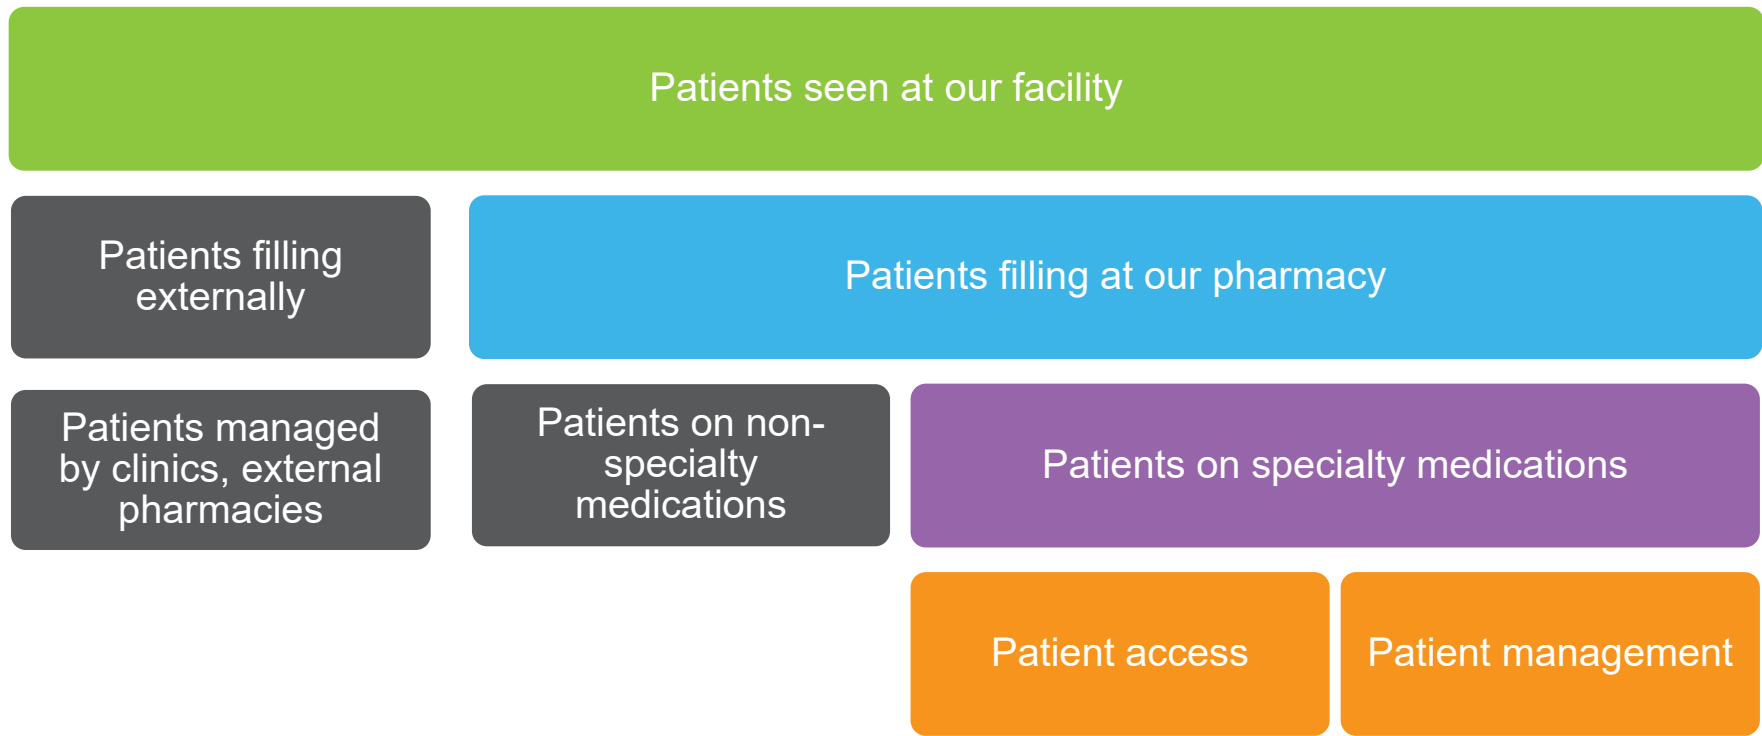 Patients seen at our facility
Patients filling
externally
Patients filling at our pharmacy
Patients managed
by clinics, external
pharmacies
Patients on non-
specialty
medications
Patients on specialty medications
Patient access
Patient management